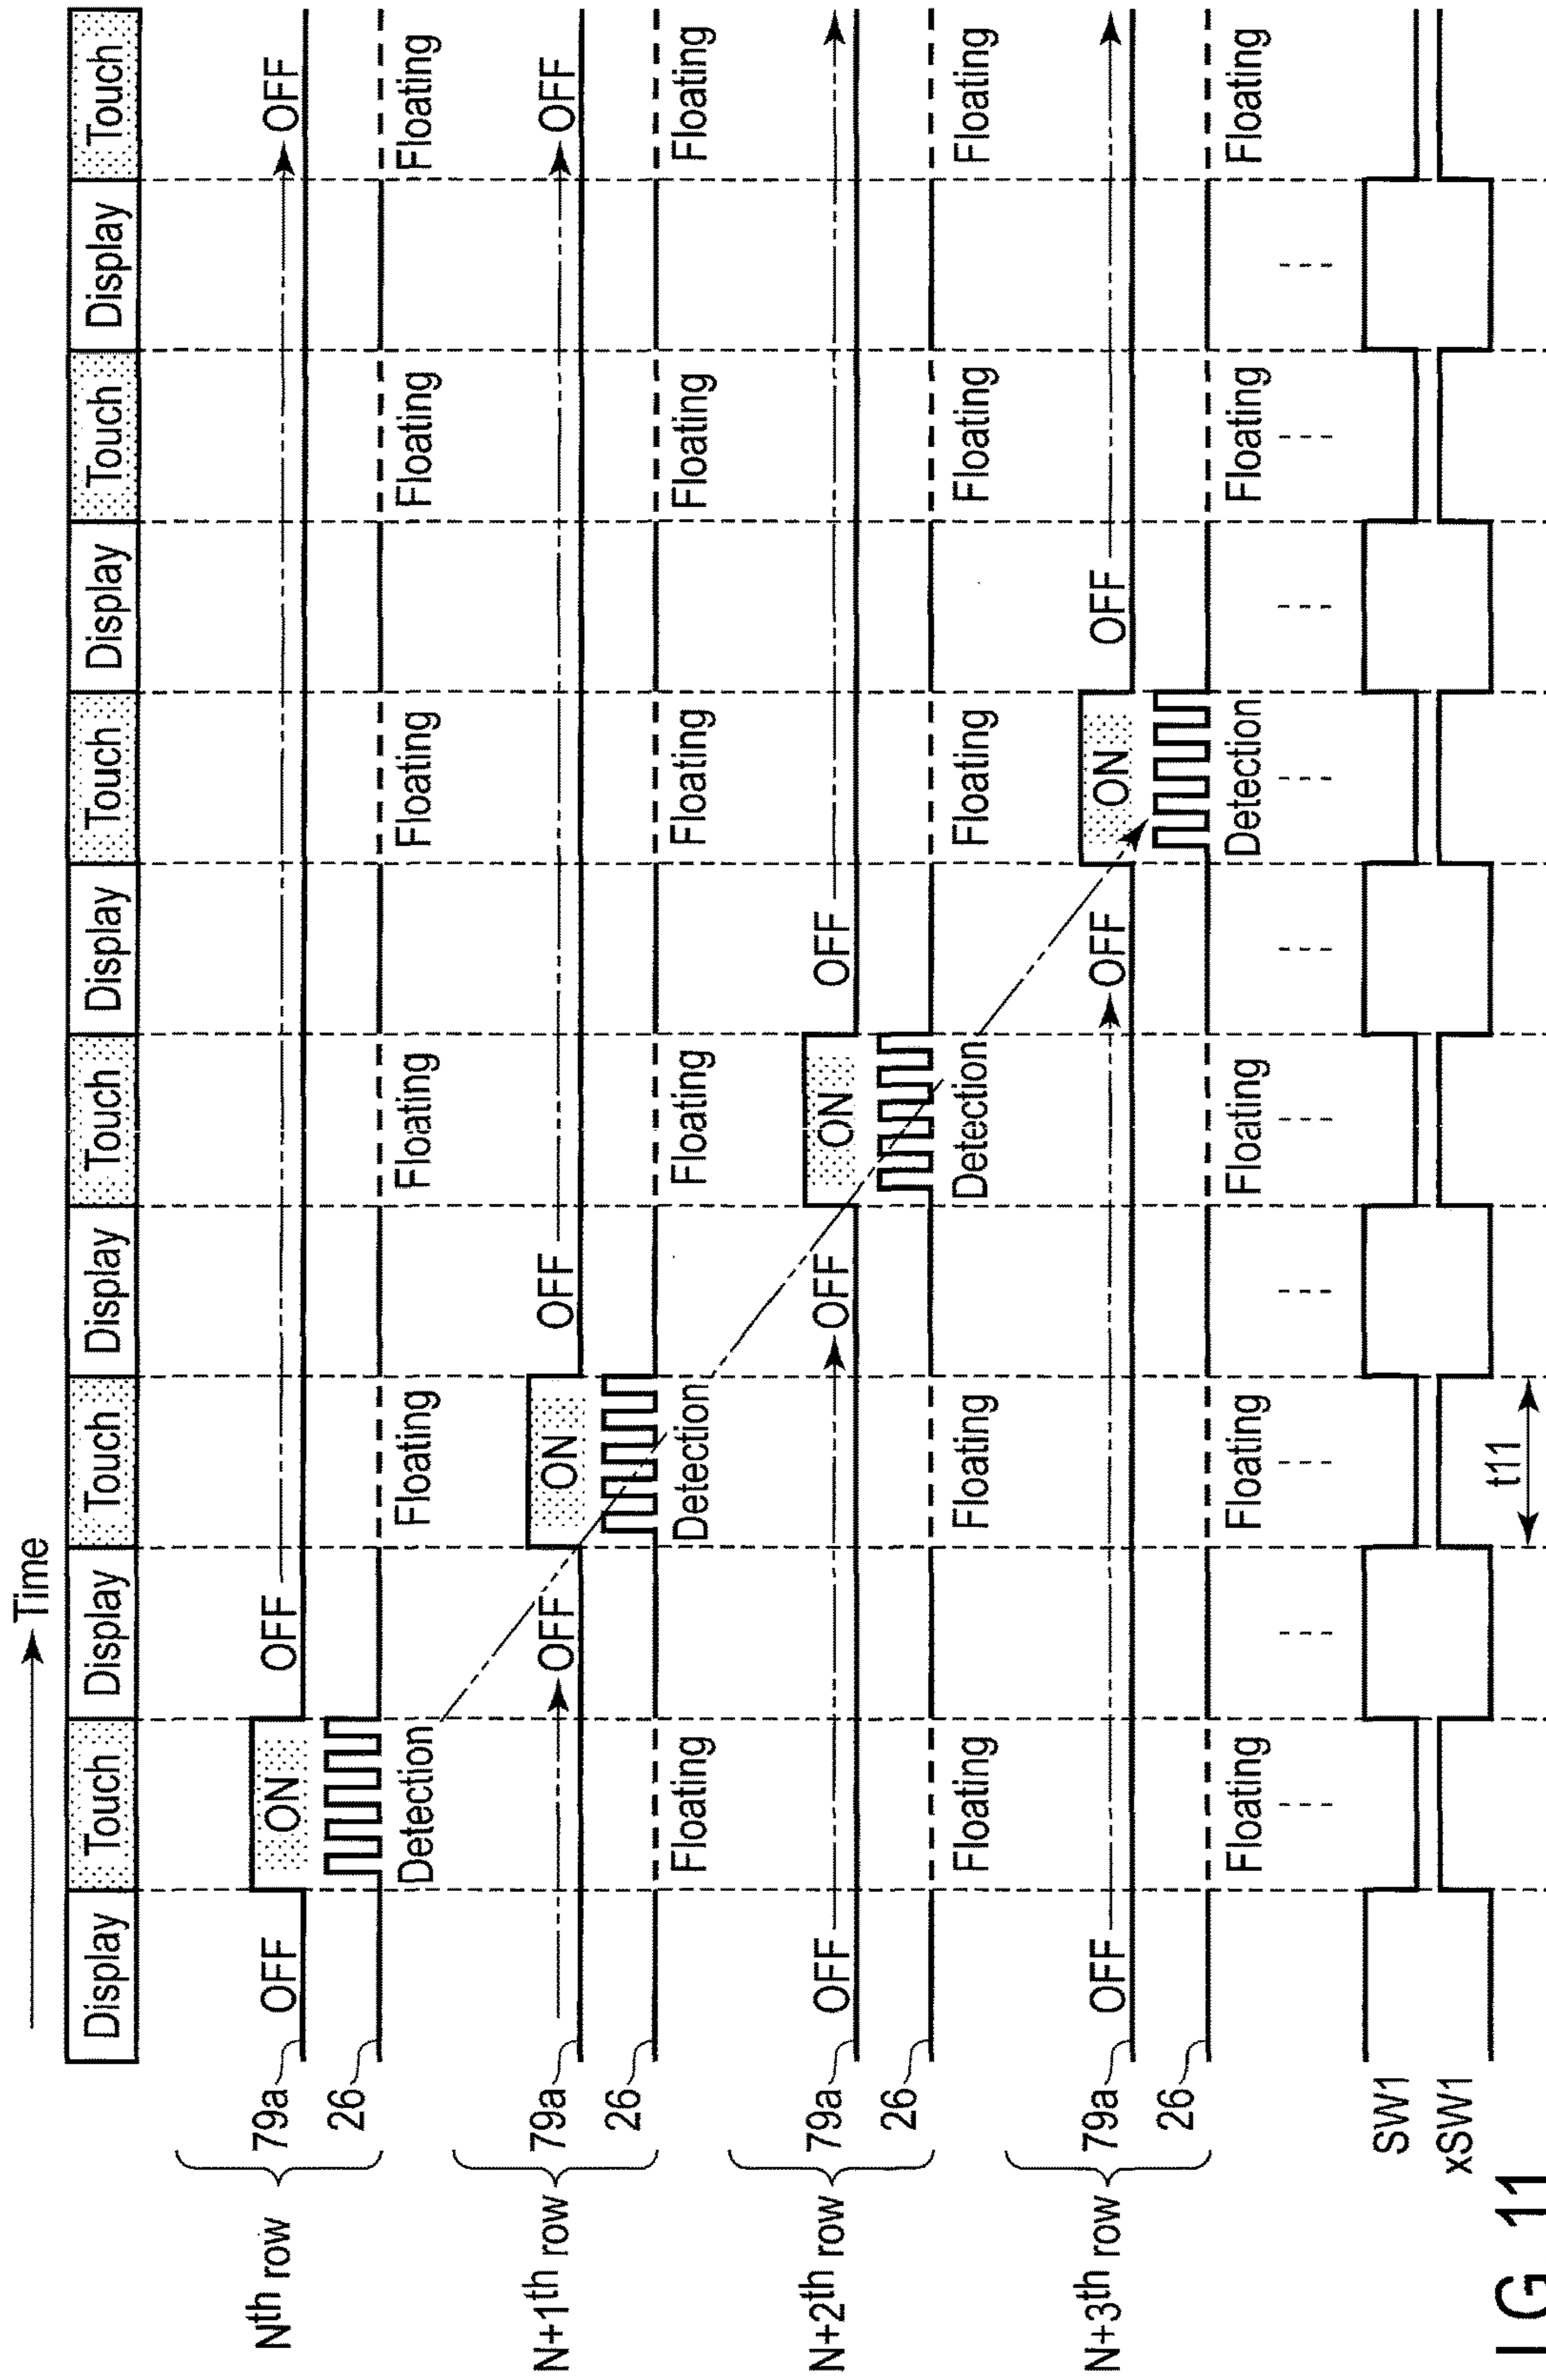 Time
Display Touch Display Touch Display Touch Display Touch Display Touch Display Touch
Nth row
79a OFF ON OFF OFF
26
Detection Floating Floating Floating Floating Floating
N+1th row
79a OFF ON OFF OFF
26
Floating Detection Floating Floating Floating Floating
N+2th row
79a OFF OFF ON OFF
26
Floating Floating Detection Floating Floating Floating
N+3th row
79a OFF OFF ON OFF
26
Floating Floating Floating Detection Floating Floating
SW1
xSW1
t11
I G 11